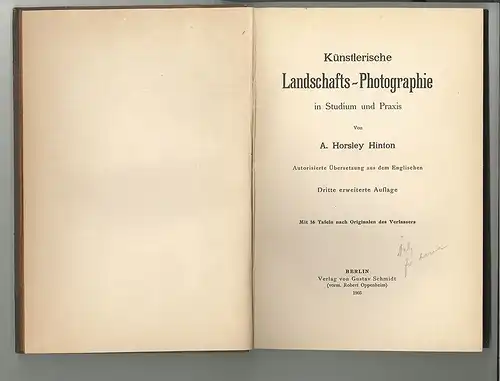 Künstlerische
Landschafts-Photographie
in Studium und Praxis
Von
A. Horsley Hinton
Autorisierte Übersetzung aus dem Englischen
Dritte erweiterte Auflage
Mit 16 Tafeln nach Originalen des Verfassers
BERLIN
Verlag von Gustav Schmidt
(vorm. Robert Oppenheim)